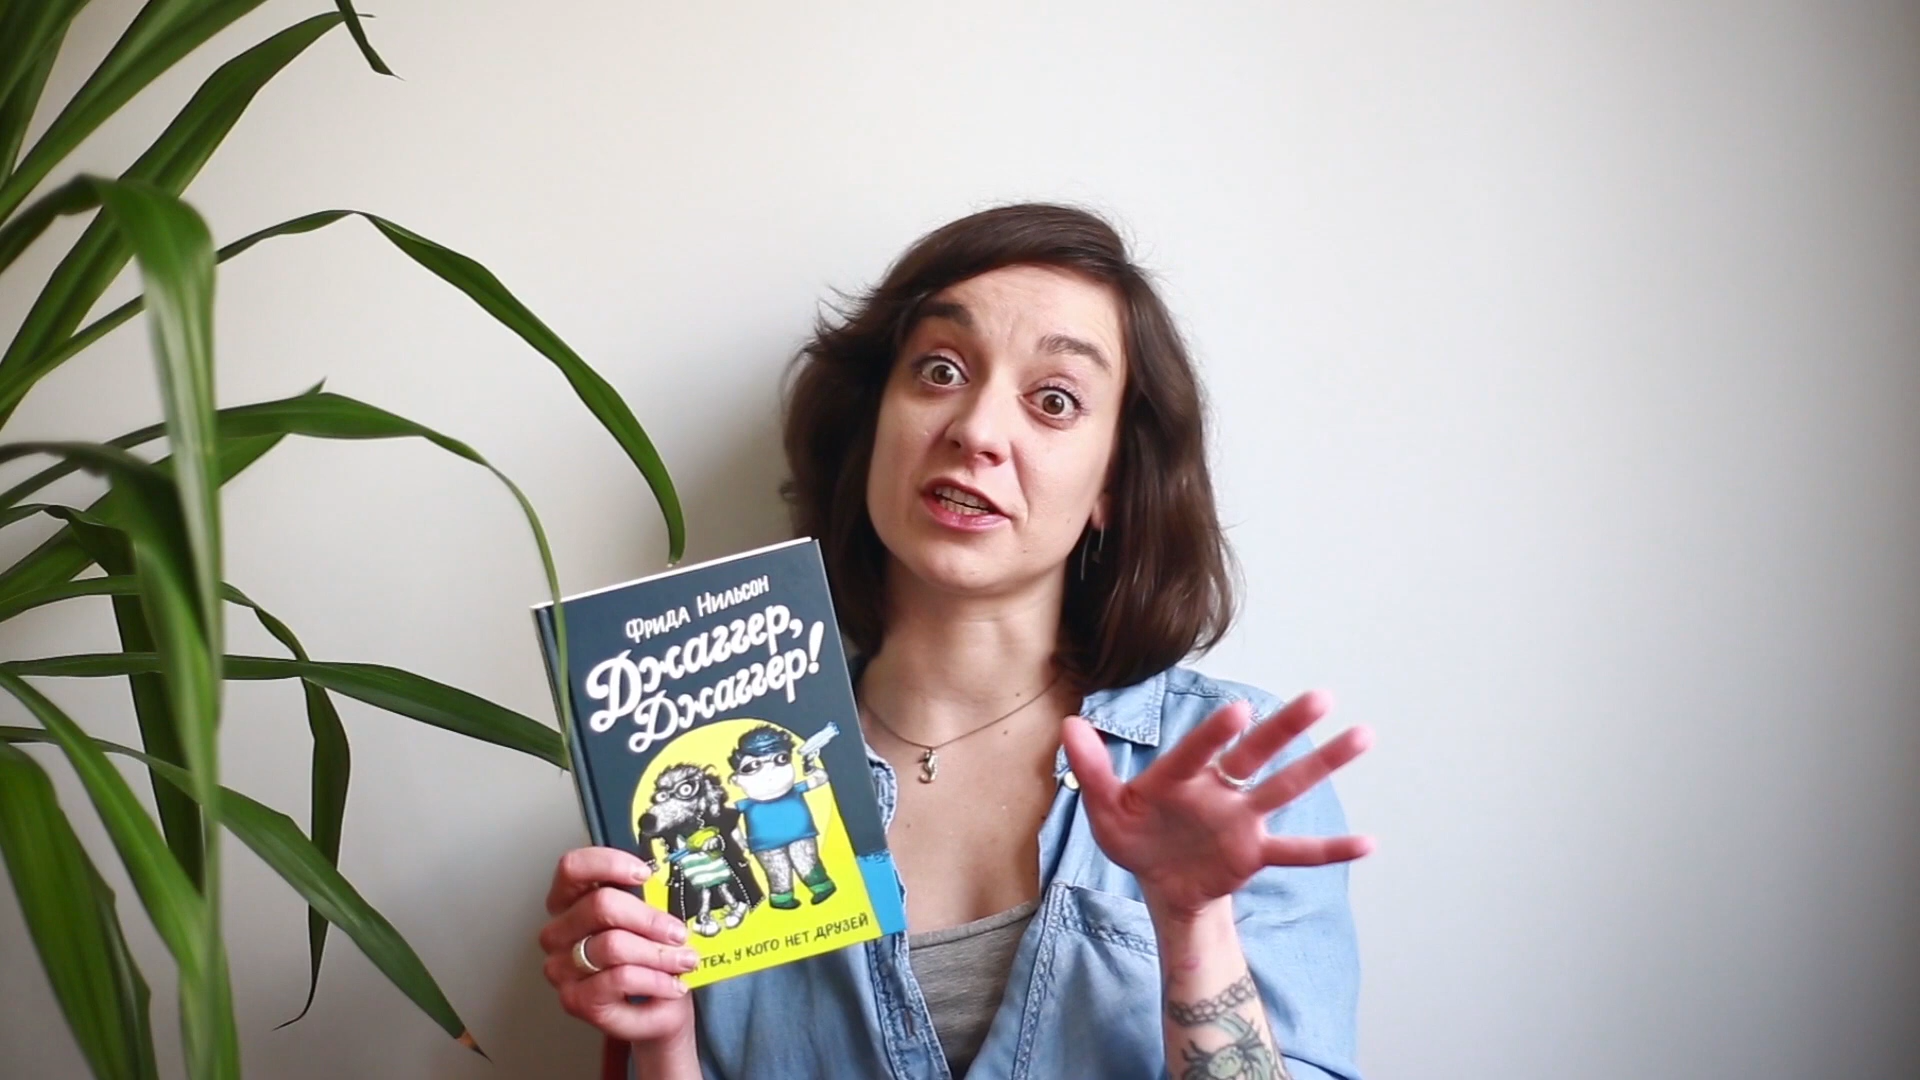 Фрида Нильсон
Джаггер,
Джаггер!
тех, у кого нет друзей